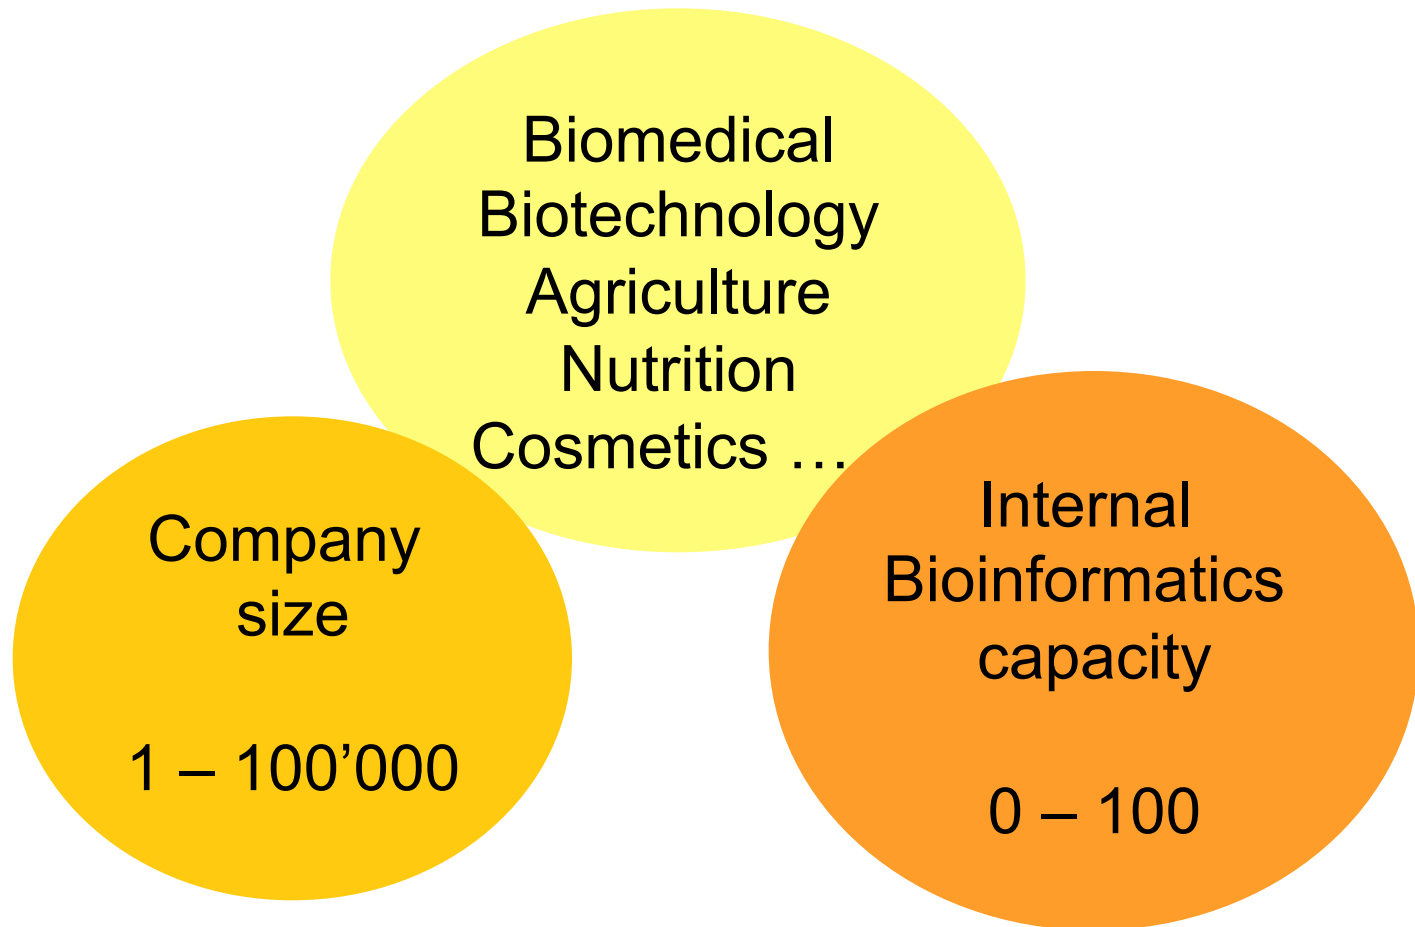 Biomedical
Biotechnology
Agriculture
Nutrition
Cosmetics …
Company
size
1 – 100’000
Internal
Bioinformatics
capacity
0 – 100